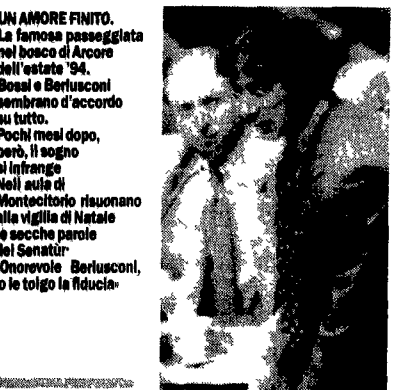 UN AMORE FINITO.
La famosa passeggiata
nel bosco di Arcore
dell'estate '94.
Bossi e Berlusconi
sembrano d'accordo
su tutto.
Pochi mesi dopo,
però, il sogno
si infrange
Nell aula di
Montecitorio risuonano
alla vigilia di Natale
le secche parole
del Senatùr
Onorevole Berlusconi,
io le tolgo la fiducia»